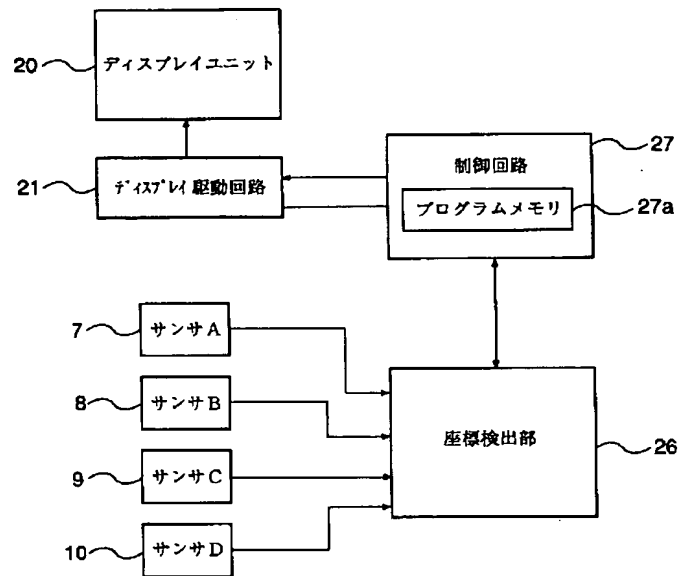 20
ディスプレイユニット
21
ディスプレイ駆動回路
制御回路
27
プログラムメモリ
27a
7
サンサA
8
サンサB
9
サンサC
10
サンサD
座標検出部
26